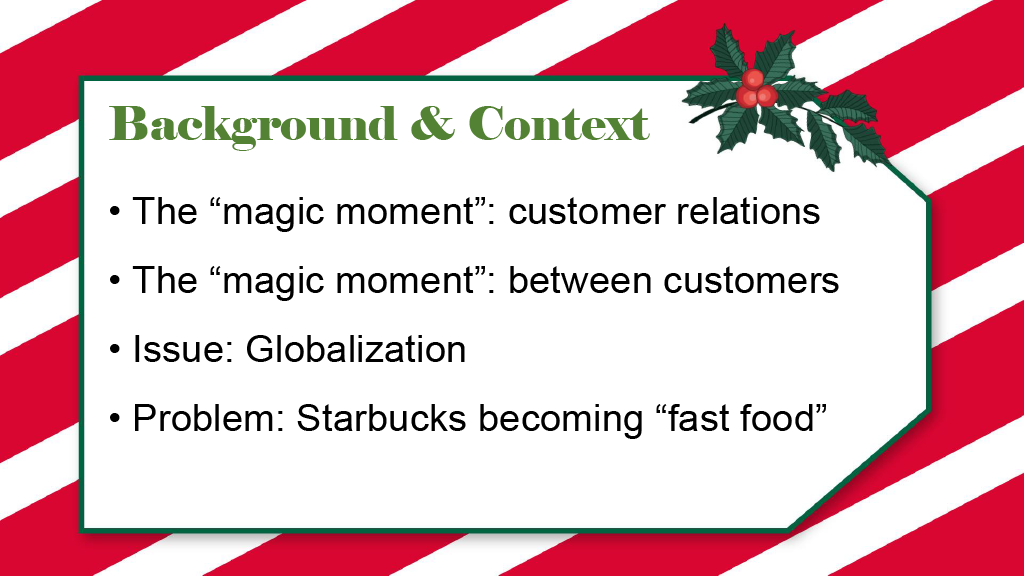 Background & Context
• The “magic moment”: customer relations
• The “magic moment”: between customers
• Issue: Globalization
• Problem: Starbucks becoming “fast food”